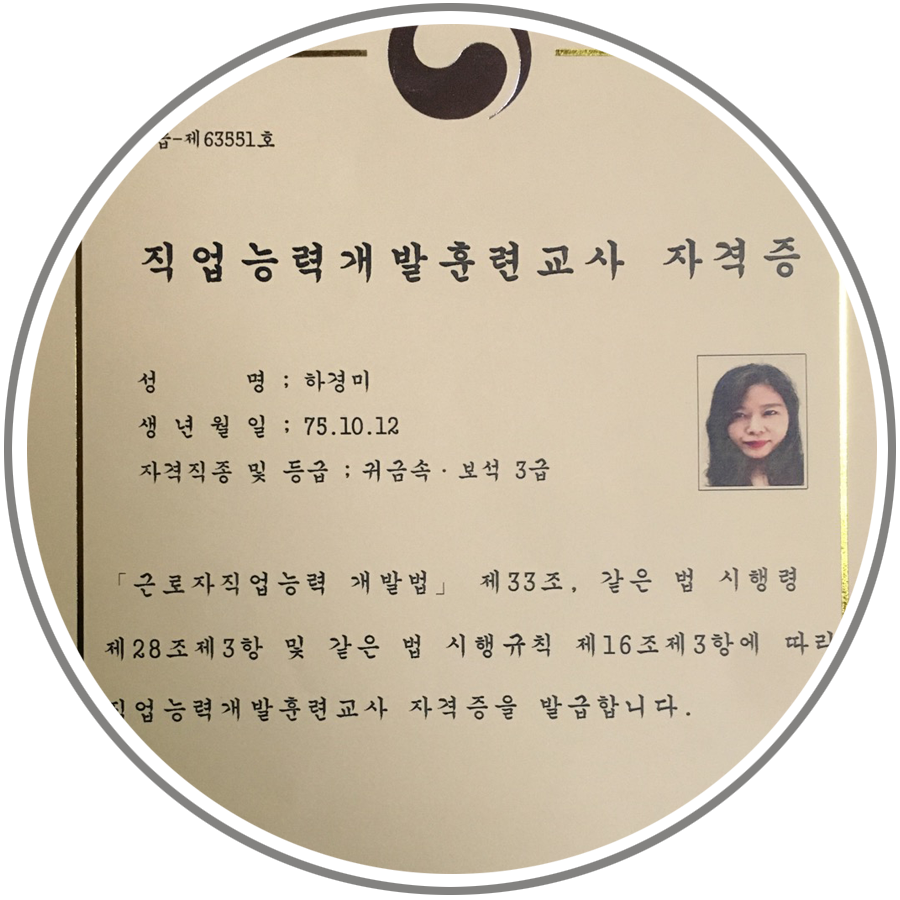 급-제63551호
직업능력개발훈련교사 자격증
성 명 ; 하경미
생년월일 ; 75.10.12
자격직종 및 등급 ; 귀금속·보석 3급
「근로자직업능력 개발법」 제33조, 같은 법 시행령
제28조제3항 및 같은 법 시행규칙 제16조제3항에 따라
직업능력개발훈련교사 자격증을 발급합니다.